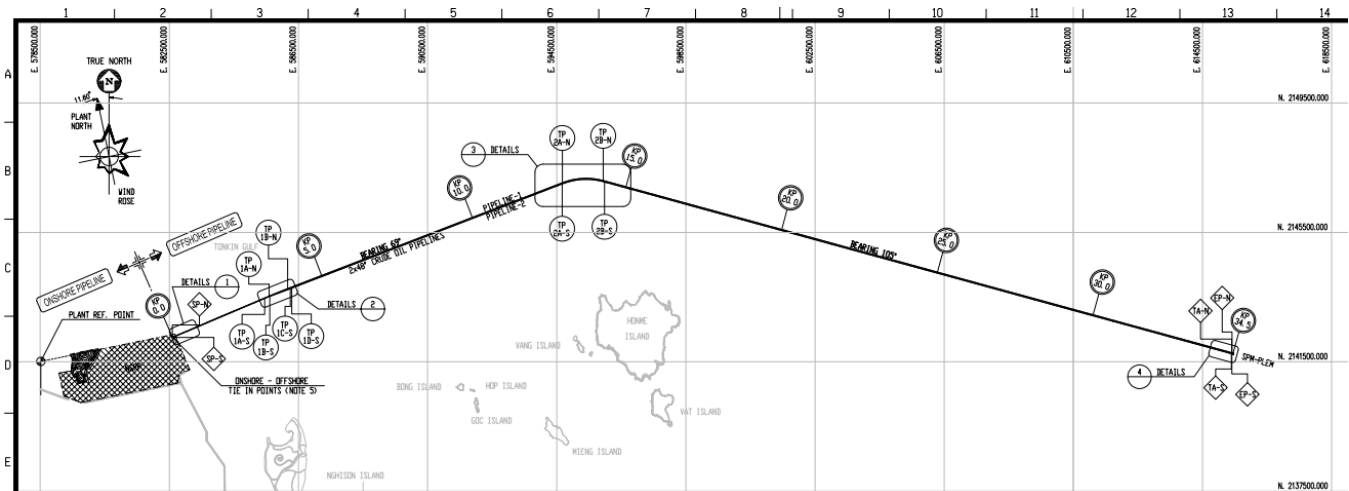 1 2 3 4 5 6 7 8 9 10 11 12 13 14
E. 578500.000
E. 582500.000
E. 586500.000
E. 590500.000
E. 594500.000
E. 598500.000
E. 602500.000
E. 606500.000
E. 610500.000
E. 614500.000
E. 618500.000
A
TRUE NORTH
N
11.60°
PLANT
NORTH
WIND
ROSE
N. 2149500.000
B
3 DETAILS
TP
2A-N
TP
2B-N
KP
15.0
KP
10.0
PIPELINE-1
PIPELINE-2
TP
2A-S
TP
2B-S
KP
20.0
N. 2145500.000
C
ONSHORE PIPELINE
OFFSHORE PIPELINE
TONKIN GULF
TP
1B-N
TP
1A-N
KP
5.0
BEARING 69°
2x48" CRUDE OIL PIPELINES
BEARING 105°
KP
25.0
KP
30.0
DETAILS 1
DETAILS 2
KP
0.0
SP-N
SP-S
TP
1A-S
TP
1B-S
TP
1C-S
TP
1D-S
TA-N
EP-N
KP
34.5
SPM-PLEM
D
PLANT REF. POINT
ONSHORE - OFFSHORE
TIE IN POINTS (NOTE 5)
HONME
ISLAND
VANG ISLAND
BONG ISLAND
HOP ISLAND
GOC ISLAND
VAT ISLAND
MIENG ISLAND
4 DETAILS
TA-S
EP-S
N. 2141500.000
E
NGHISON ISLAND
N. 2137500.000